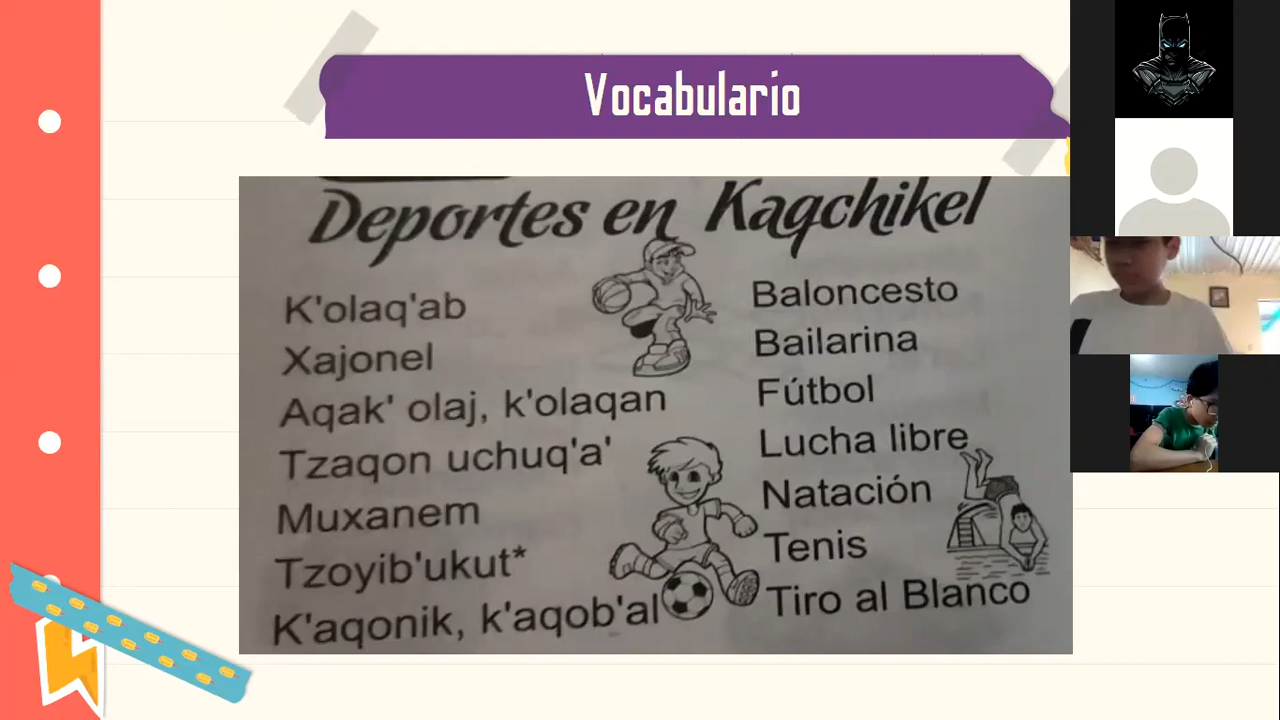 Vocabulario
Deportes en Kaqchikel
K'olaq'ab Baloncesto
Xajonel Bailarina
Aqak' olaj, k'olaqan Fútbol
Tzaqon uchuq'a' Lucha libre
Muxanem Natación
Tzoyib'ukut* Tenis
K'aqonik, k'aqob'al Tiro al Blanco